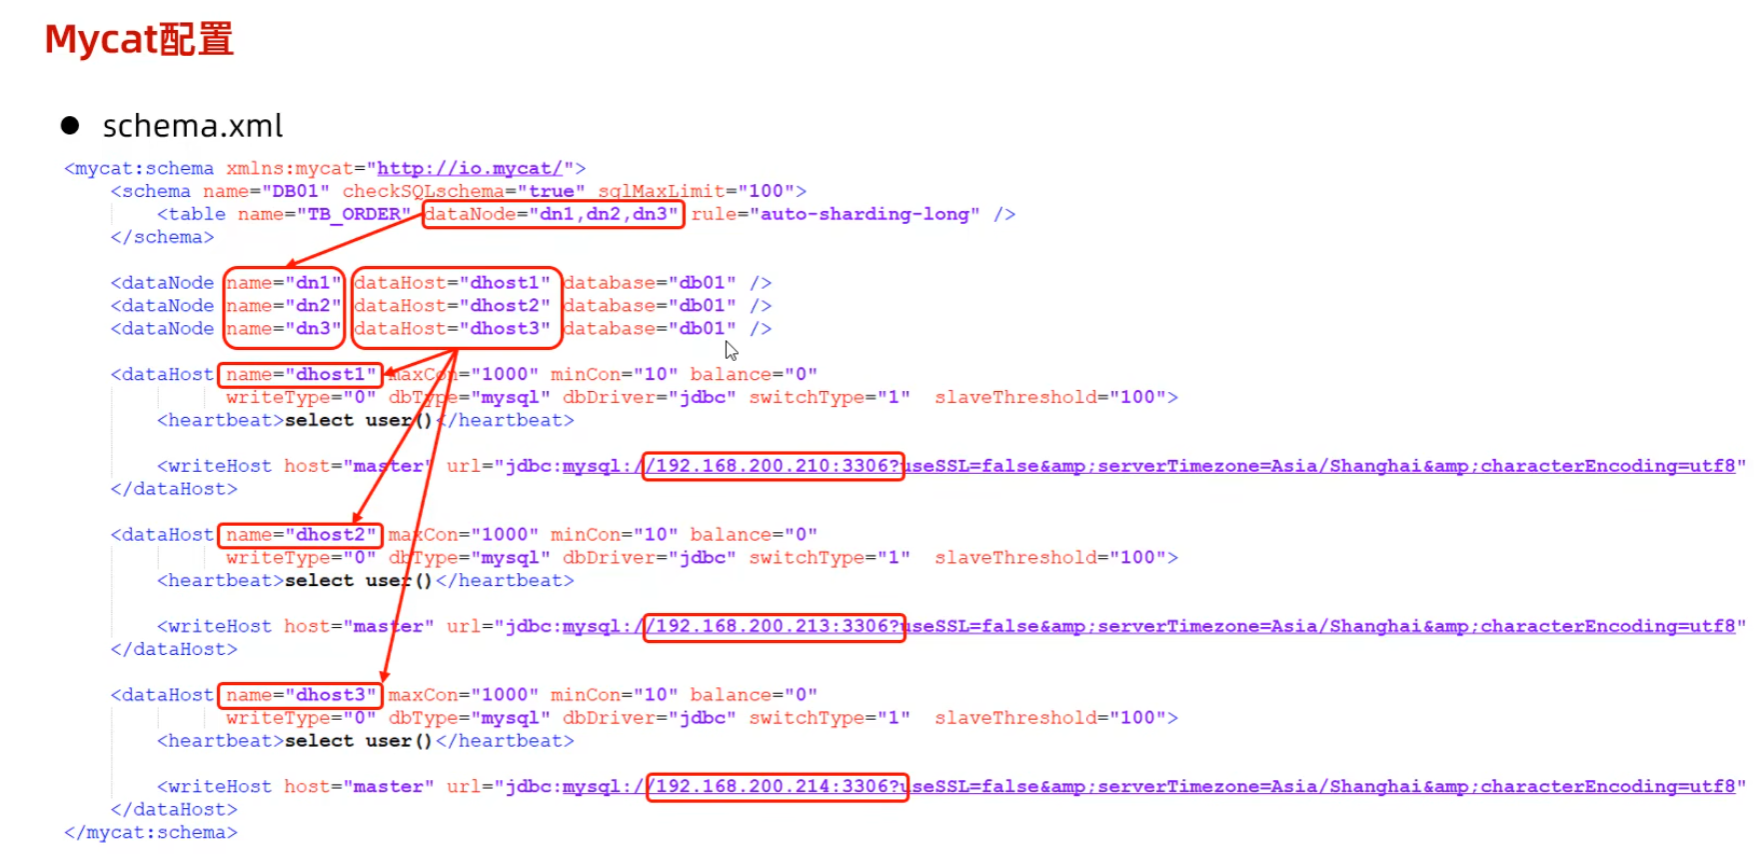 Mycat配置
● schema.xml
<mycat:schema xmlns:mycat="http://io.mycat/">
<schema name="DB01" checkSQLschema="true" sqlMaxLimit="100">
<table name="TB_ORDER" dataNode="dn1,dn2,dn3" rule="auto-sharding-long" />
</schema>
<dataNode name="dn1" dataHost="dhost1" database="db01" />
<dataNode name="dn2" dataHost="dhost2" database="db01" />
<dataNode name="dn3" dataHost="dhost3" database="db01" />
<dataHost name="dhost1" maxCon="1000" minCon="10" balance="0"
writeType="0" dbType="mysql" dbDriver="jdbc" switchType="1" slaveThreshold="100">
<heartbeat>select user()</heartbeat>
<writeHost host="master" url="jdbc:mysql://192.168.200.210:3306?useSSL=false&amp;serverTimezone=Asia/Shanghai&amp;characterEncoding=utf8"
</dataHost>
<dataHost name="dhost2" maxCon="1000" minCon="10" balance="0"
writeType="0" dbType="mysql" dbDriver="jdbc" switchType="1" slaveThreshold="100">
<heartbeat>select user()</heartbeat>
<writeHost host="master" url="jdbc:mysql://192.168.200.213:3306?useSSL=false&amp;serverTimezone=Asia/Shanghai&amp;characterEncoding=utf8"
</dataHost>
<dataHost name="dhost3" maxCon="1000" minCon="10" balance="0"
writeType="0" dbType="mysql" dbDriver="jdbc" switchType="1" slaveThreshold="100">
<heartbeat>select user()</heartbeat>
<writeHost host="master" url="jdbc:mysql://192.168.200.214:3306?useSSL=false&amp;serverTimezone=Asia/Shanghai&amp;characterEncoding=utf8"
</dataHost>
</mycat:schema>